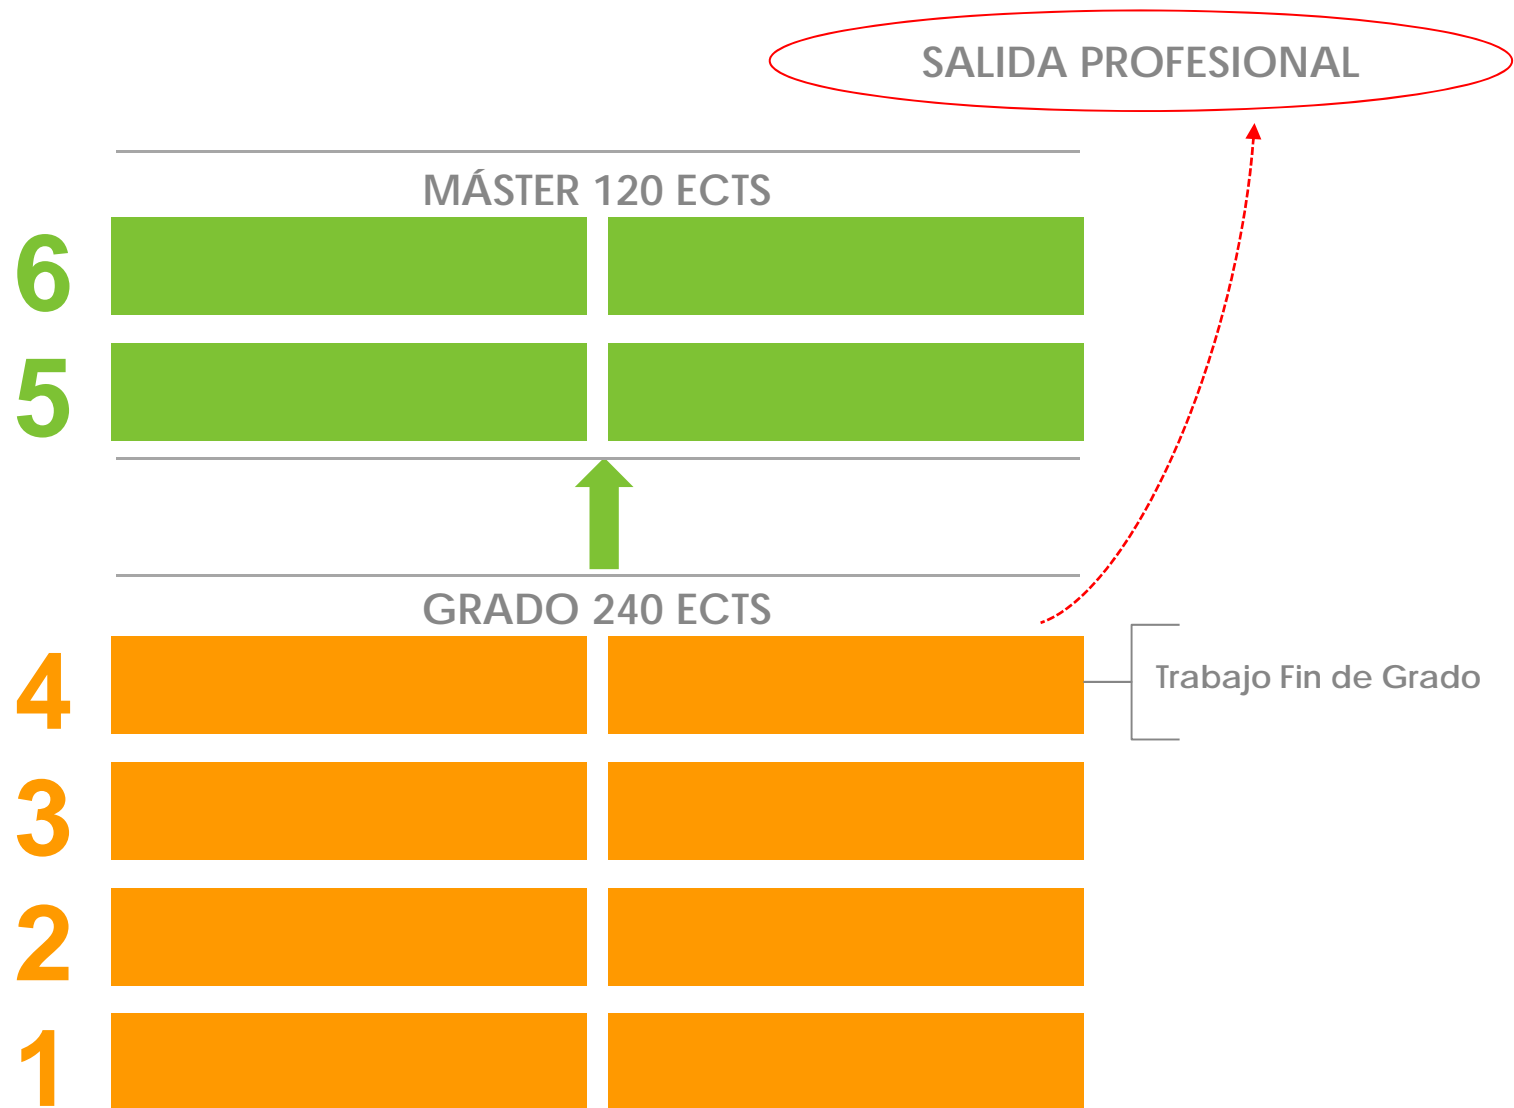 SALIDA PROFESIONAL
MÁSTER 120 ECTS
6
5
GRADO 240 ECTS
4
Trabajo Fin de Grado
3
2
1